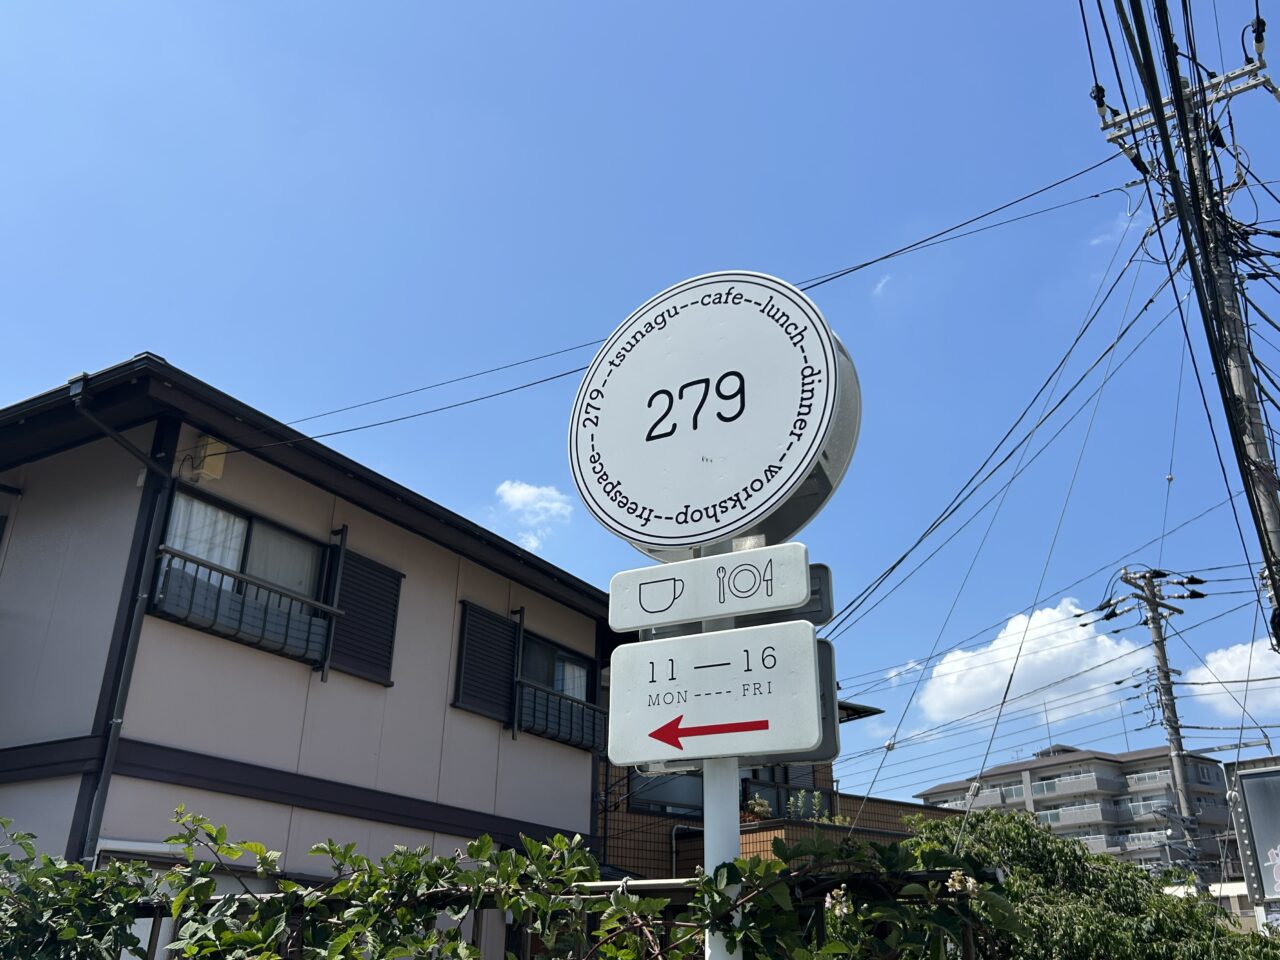 279--tsunagu--cafe--lunch--dinner--workshop--freespace--
279
11 — 16
MON ---- FRI